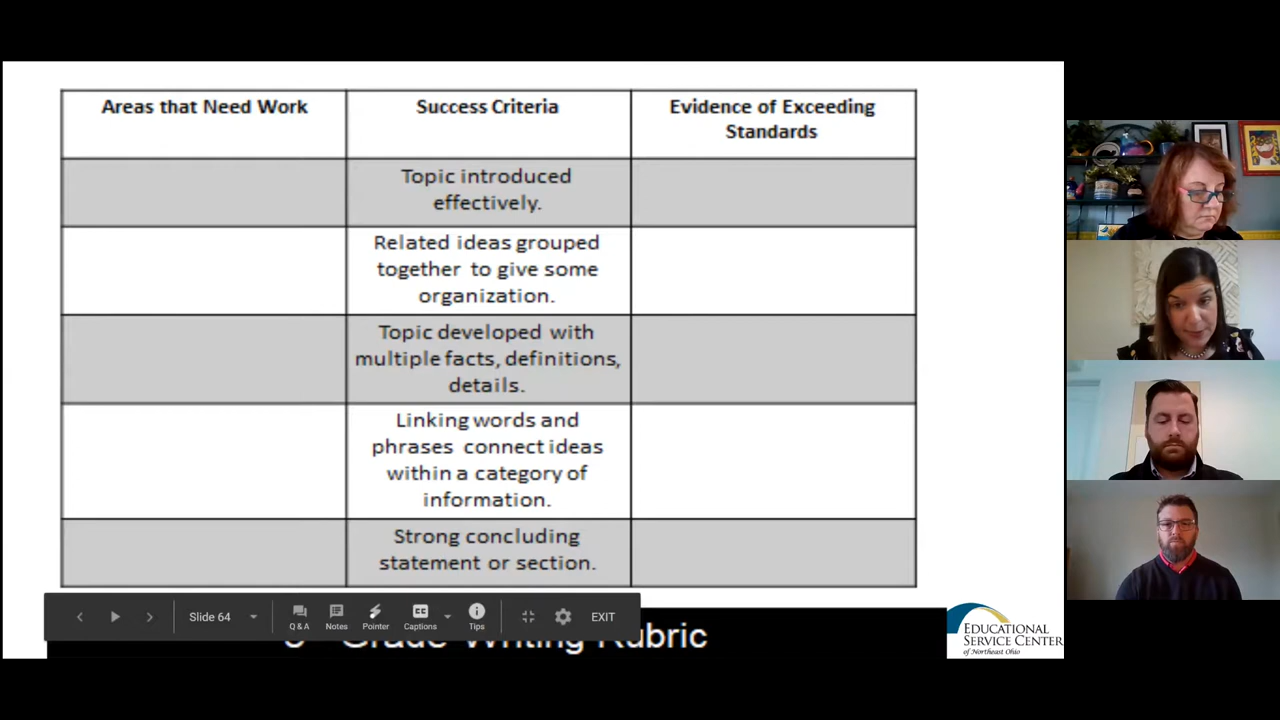 Areas that Need Work
Success Criteria
Evidence of Exceeding
Standards
Topic introduced
effectively.
Related ideas grouped
together to give some
organization.
Topic developed with
multiple facts, definitions,
details.
Linking words and
phrases connect ideas
within a category of
information.
Strong concluding
statement or section.
Slide 64
Q & A
Notes
Pointer
CC
Captions
Tips
EXIT
Grade Writing Rubric
EDUCATIONAL
SERVICE CENTER
of Northeast Ohio